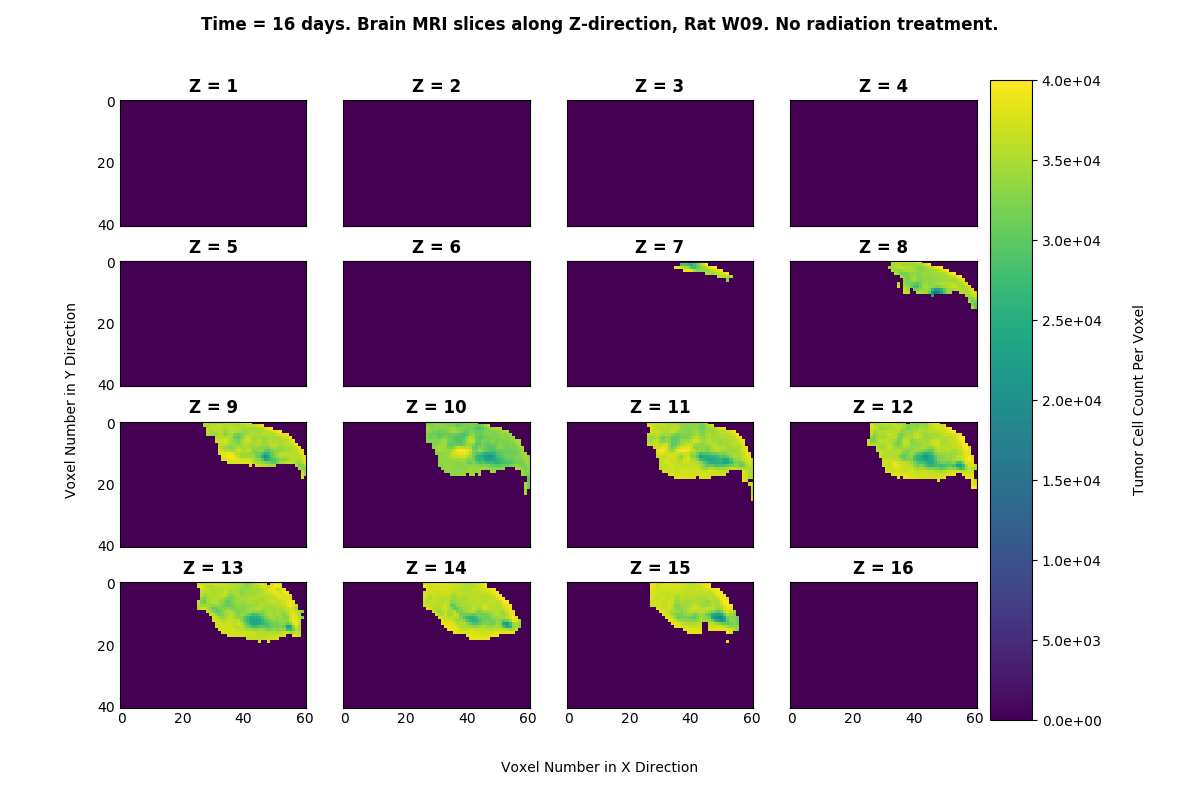 Time = 16 days. Brain MRI slices along Z-direction, Rat W09. No radiation treatment.
Z = 1
Z = 2
Z = 3
Z = 4
0
20
40
Z = 5
Z = 6
Z = 7
Z = 8
0
20
40
Z = 9
Z = 10
Z = 11
Z = 12
0
20
40
Z = 13
Z = 14
Z = 15
Z = 16
0
20
40
0 20 40 60
0 20 40 60
0 20 40 60
0 20 40 60
Voxel Number in Y Direction
Voxel Number in X Direction
4.0e+04
3.5e+04
3.0e+04
2.5e+04
2.0e+04
1.5e+04
1.0e+04
5.0e+03
0.0e+00
Tumor Cell Count Per Voxel